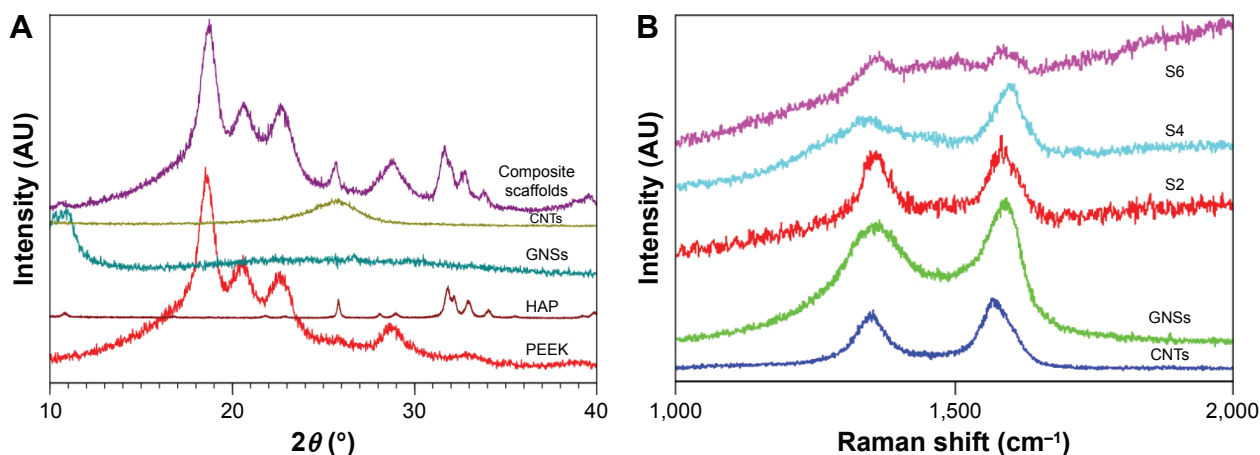 A
Intensity (AU)
Composite
scaffolds
CNTs
GNSs
HAP
PEEK
10
20
30
40
2θ (°)
B
Intensity (AU)
S6
S4
S2
GNSs
CNTs
1,000
1,500
2,000
Raman shift (cm⁻¹)